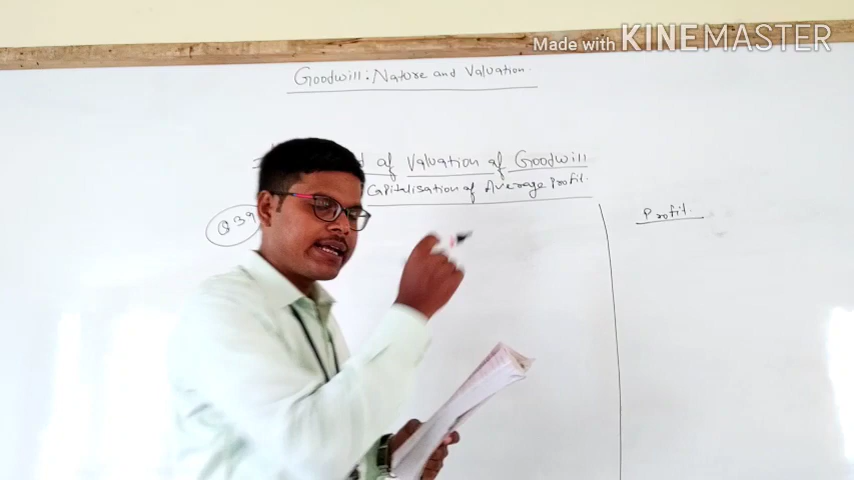 Made with KINEMASTER
Goodwill: Nature and Valuation.
of Valuation of Goodwill
Capitalisation of Average Profit.
Q39
Profit.